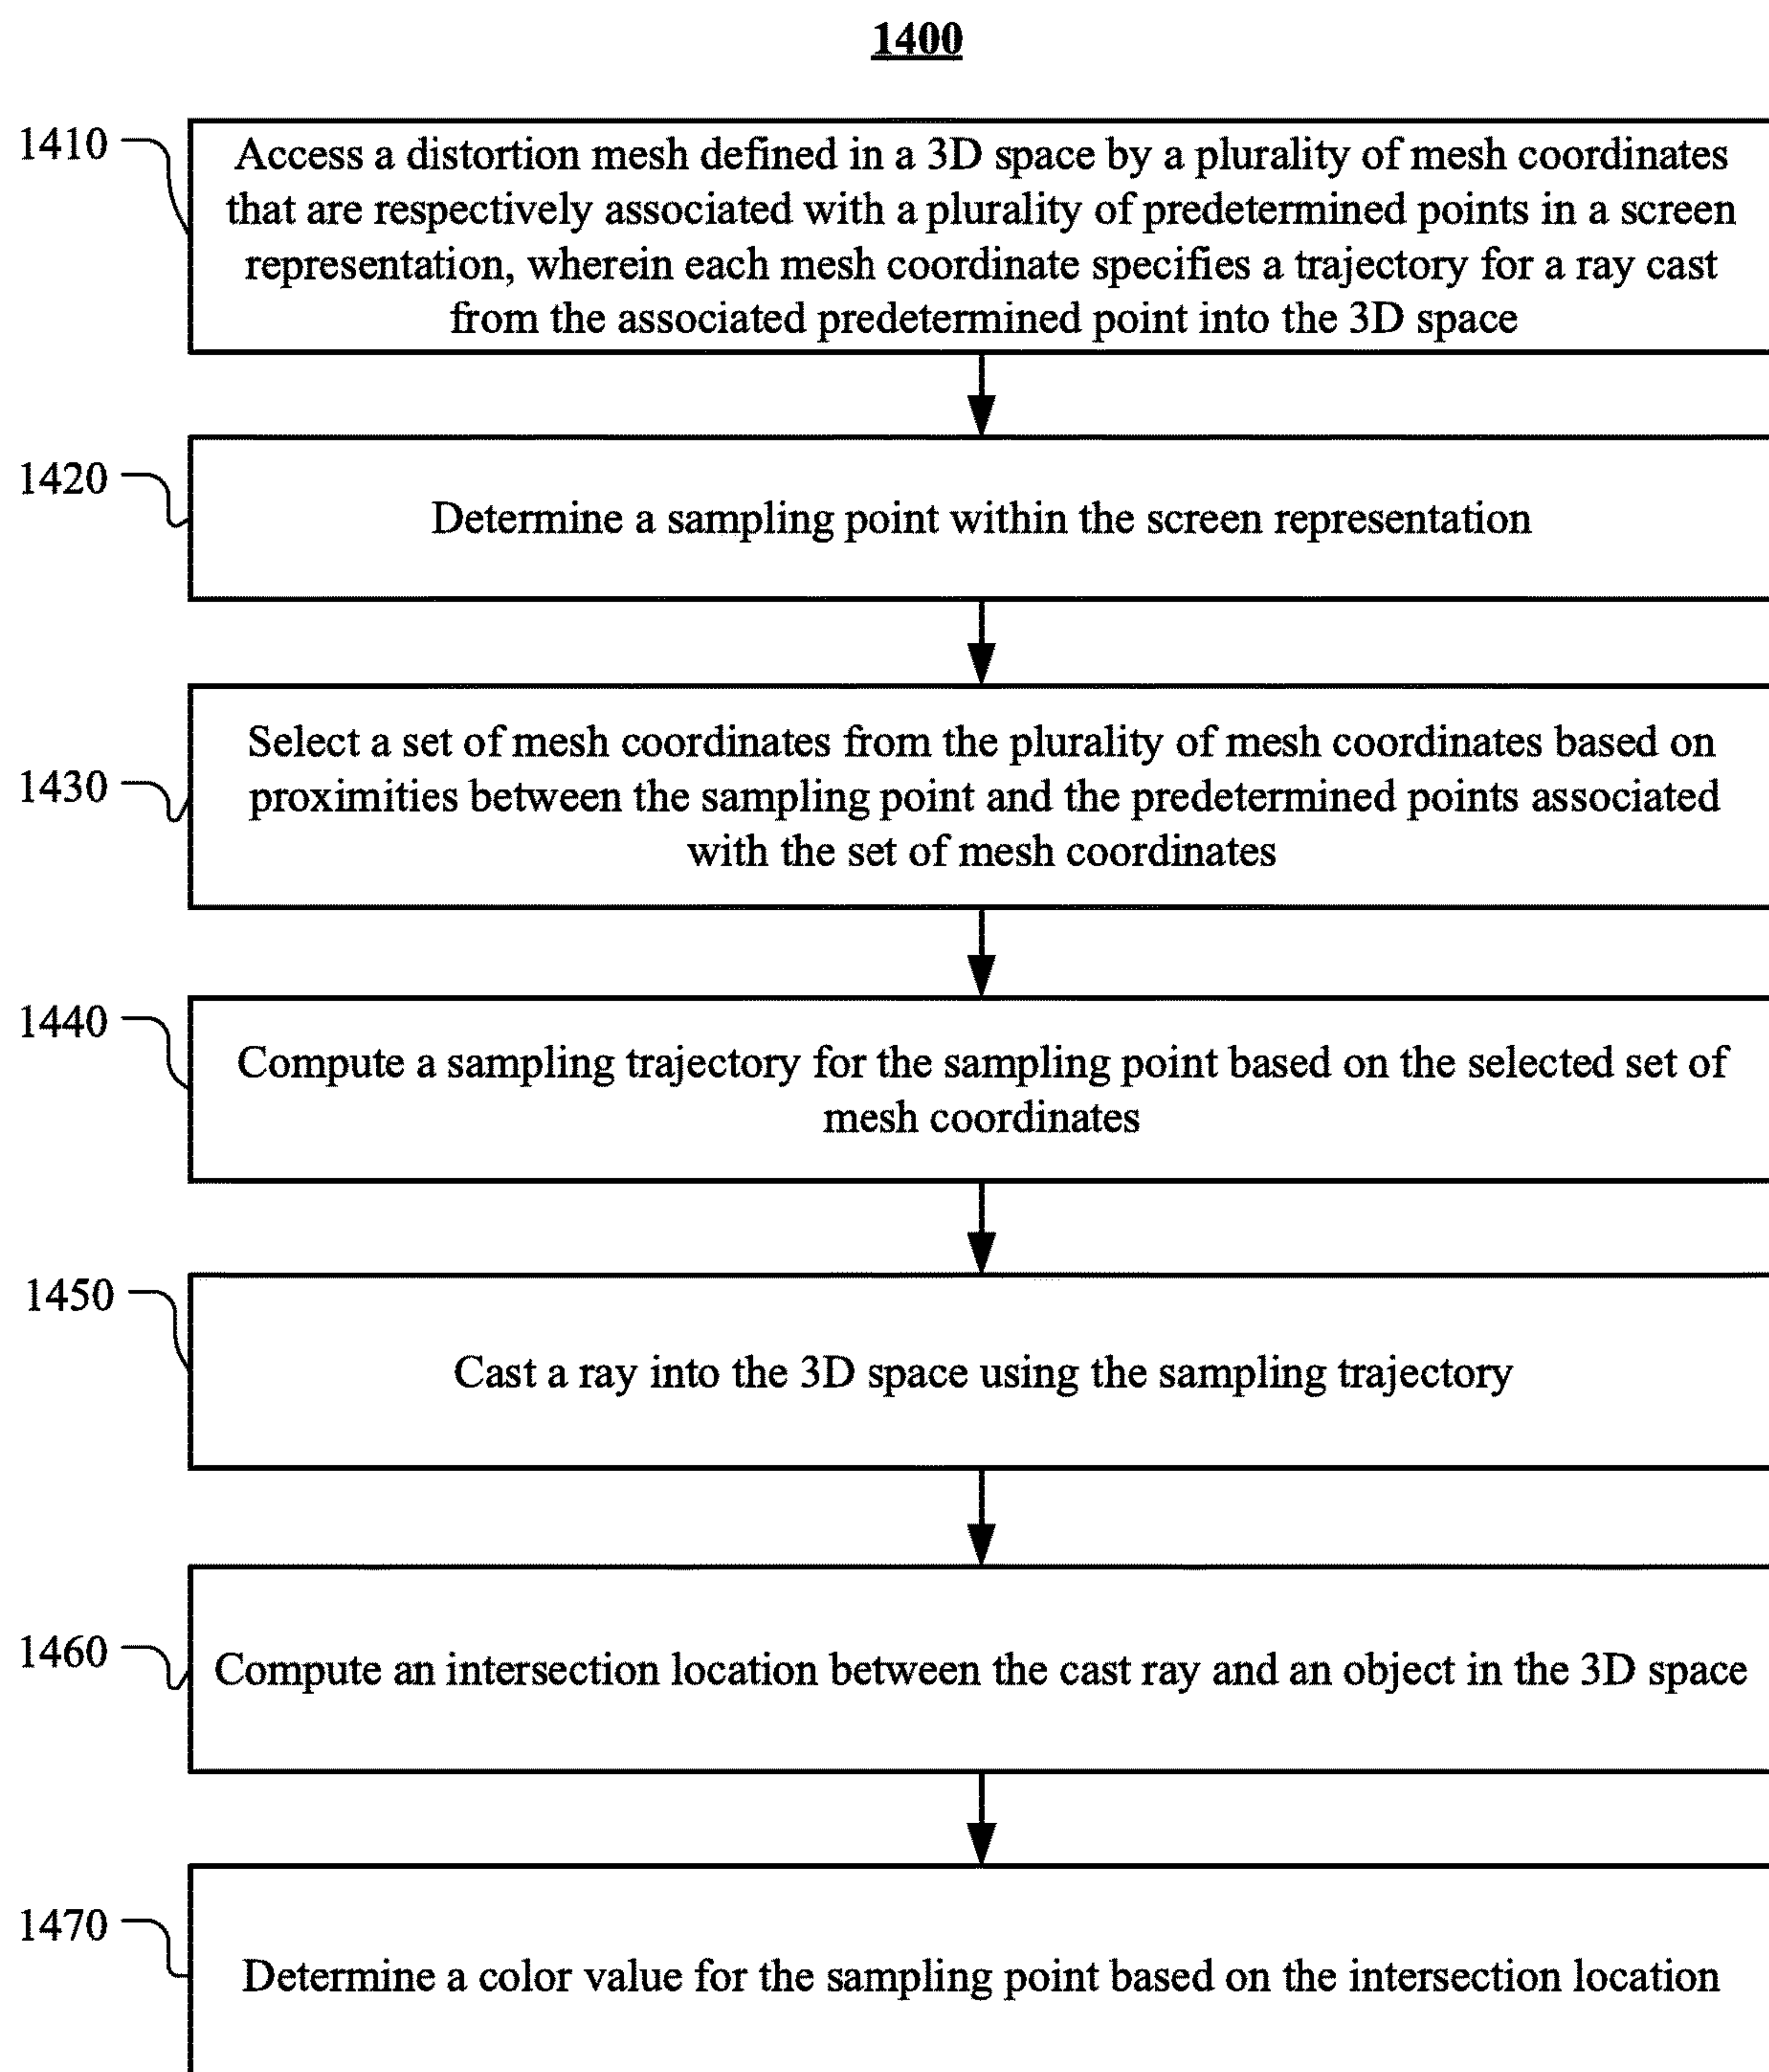 1400
1410
Access a distortion mesh defined in a 3D space by a plurality of mesh coordinates
that are respectively associated with a plurality of predetermined points in a screen
representation, wherein each mesh coordinate specifies a trajectory for a ray cast
from the associated predetermined point into the 3D space
1420
Determine a sampling point within the screen representation
1430
Select a set of mesh coordinates from the plurality of mesh coordinates based on
proximities between the sampling point and the predetermined points associated
with the set of mesh coordinates
1440
Compute a sampling trajectory for the sampling point based on the selected set of
mesh coordinates
1450
Cast a ray into the 3D space using the sampling trajectory
1460
Compute an intersection location between the cast ray and an object in the 3D space
1470
Determine a color value for the sampling point based on the intersection location